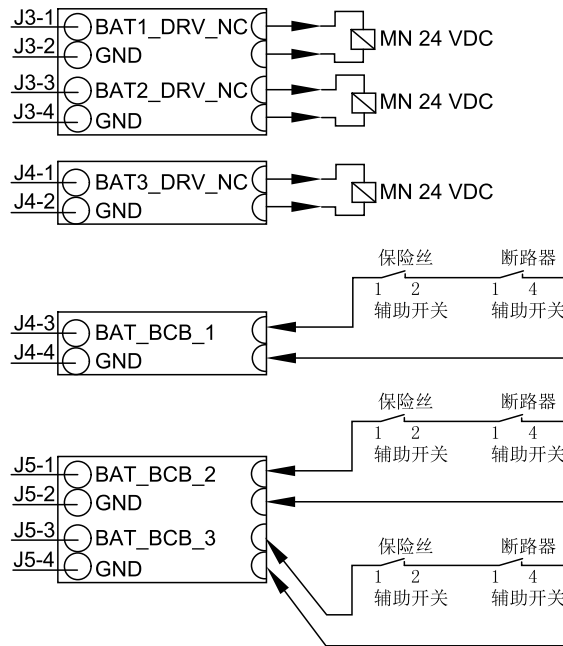 J3-1 BAT1_DRV_NC
J3-2 GND
MN 24 VDC
J3-3 BAT2_DRV_NC
J3-4 GND
MN 24 VDC
J4-1 BAT3_DRV_NC
J4-2 GND
MN 24 VDC
保险丝 断路器
1 2 1 4
辅助开关 辅助开关
J4-3 BAT_BCB_1
J4-4 GND
保险丝 断路器
1 2 1 4
辅助开关 辅助开关
J5-1 BAT_BCB_2
J5-2 GND
J5-3 BAT_BCB_3
J5-4 GND
保险丝 断路器
1 2 1 4
辅助开关 辅助开关